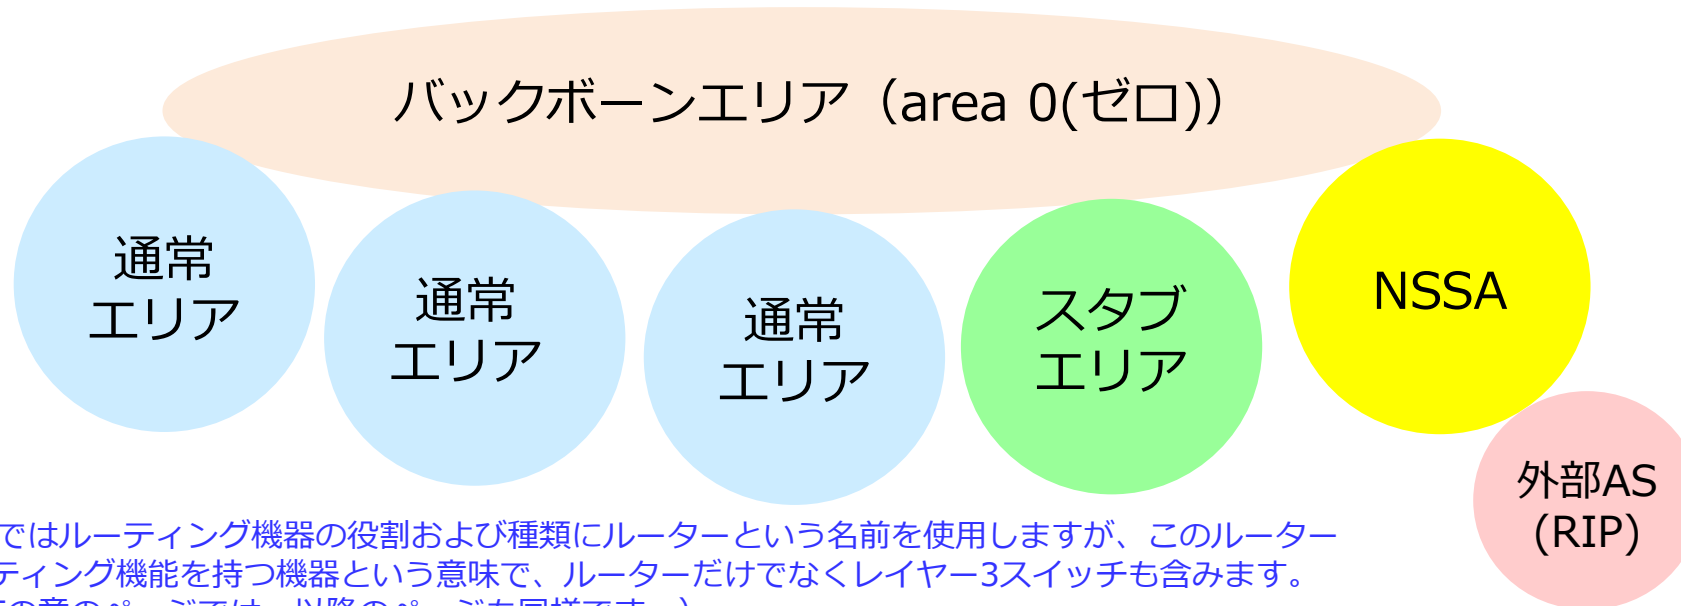 バックボーンエリア（area 0(ゼロ)）
通常
エリア
通常
エリア
通常
エリア
スタブ
エリア
NSSA
外部AS
(RIP)
ではルーティング機器の役割および種類にルーターという名前を使用しますが、このルーター
ティング機能を持つ機器という意味で、ルーターだけでなくレイヤー3スイッチも含みます。